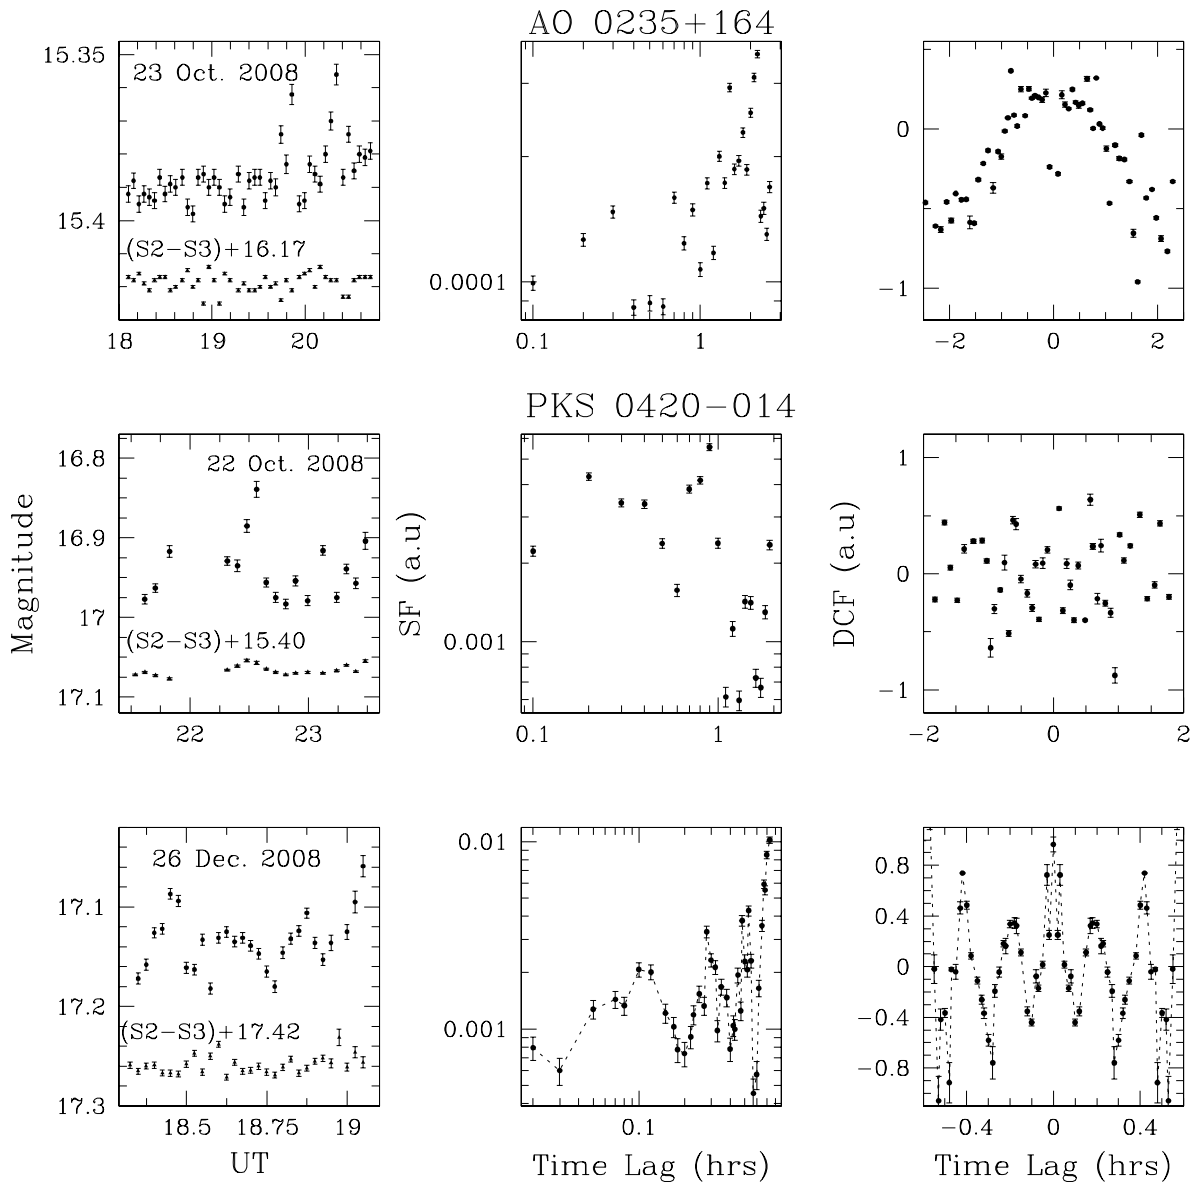 AO 0235+164
15.35
23 Oct. 2008
15.4
(S2−S3)+16.17
18 19 20
0.0001
0.1 1
0
−1
−2 0 2
PKS 0420−014
16.8
22 Oct. 2008
16.9
17
(S2−S3)+15.40
17.1
22 23
Magnitude
SF (a.u)
0.001
0.1 1
DCF (a.u)
1
0
−1
−2 0 2
26 Dec. 2008
17.1
17.2
(S2−S3)+17.42
17.3
18.5 18.75 19
UT
0.01
0.001
0.1
Time Lag (hrs)
0.8
0.4
0
−0.4
−0.8
−0.4 0 0.4
Time Lag (hrs)